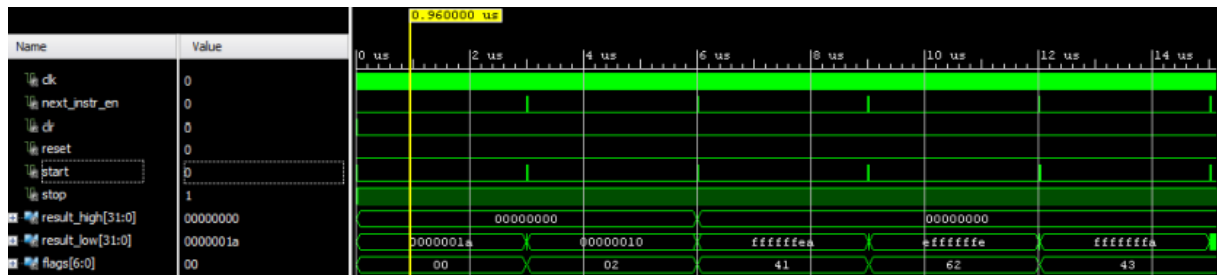 0.960000 us
Name Value
0 us 2 us 4 us 6 us 8 us 10 us 12 us 14 us
clk 0
next_instr_en 0
clr 0
reset 0
start 0
stop 1
result_high[31:0] 00000000 00000000 00000000
result_low[31:0] 0000001a 0000001a 00000010 ffffffea effffffe fffffffa
flags[6:0] 00 00 02 41 62 43